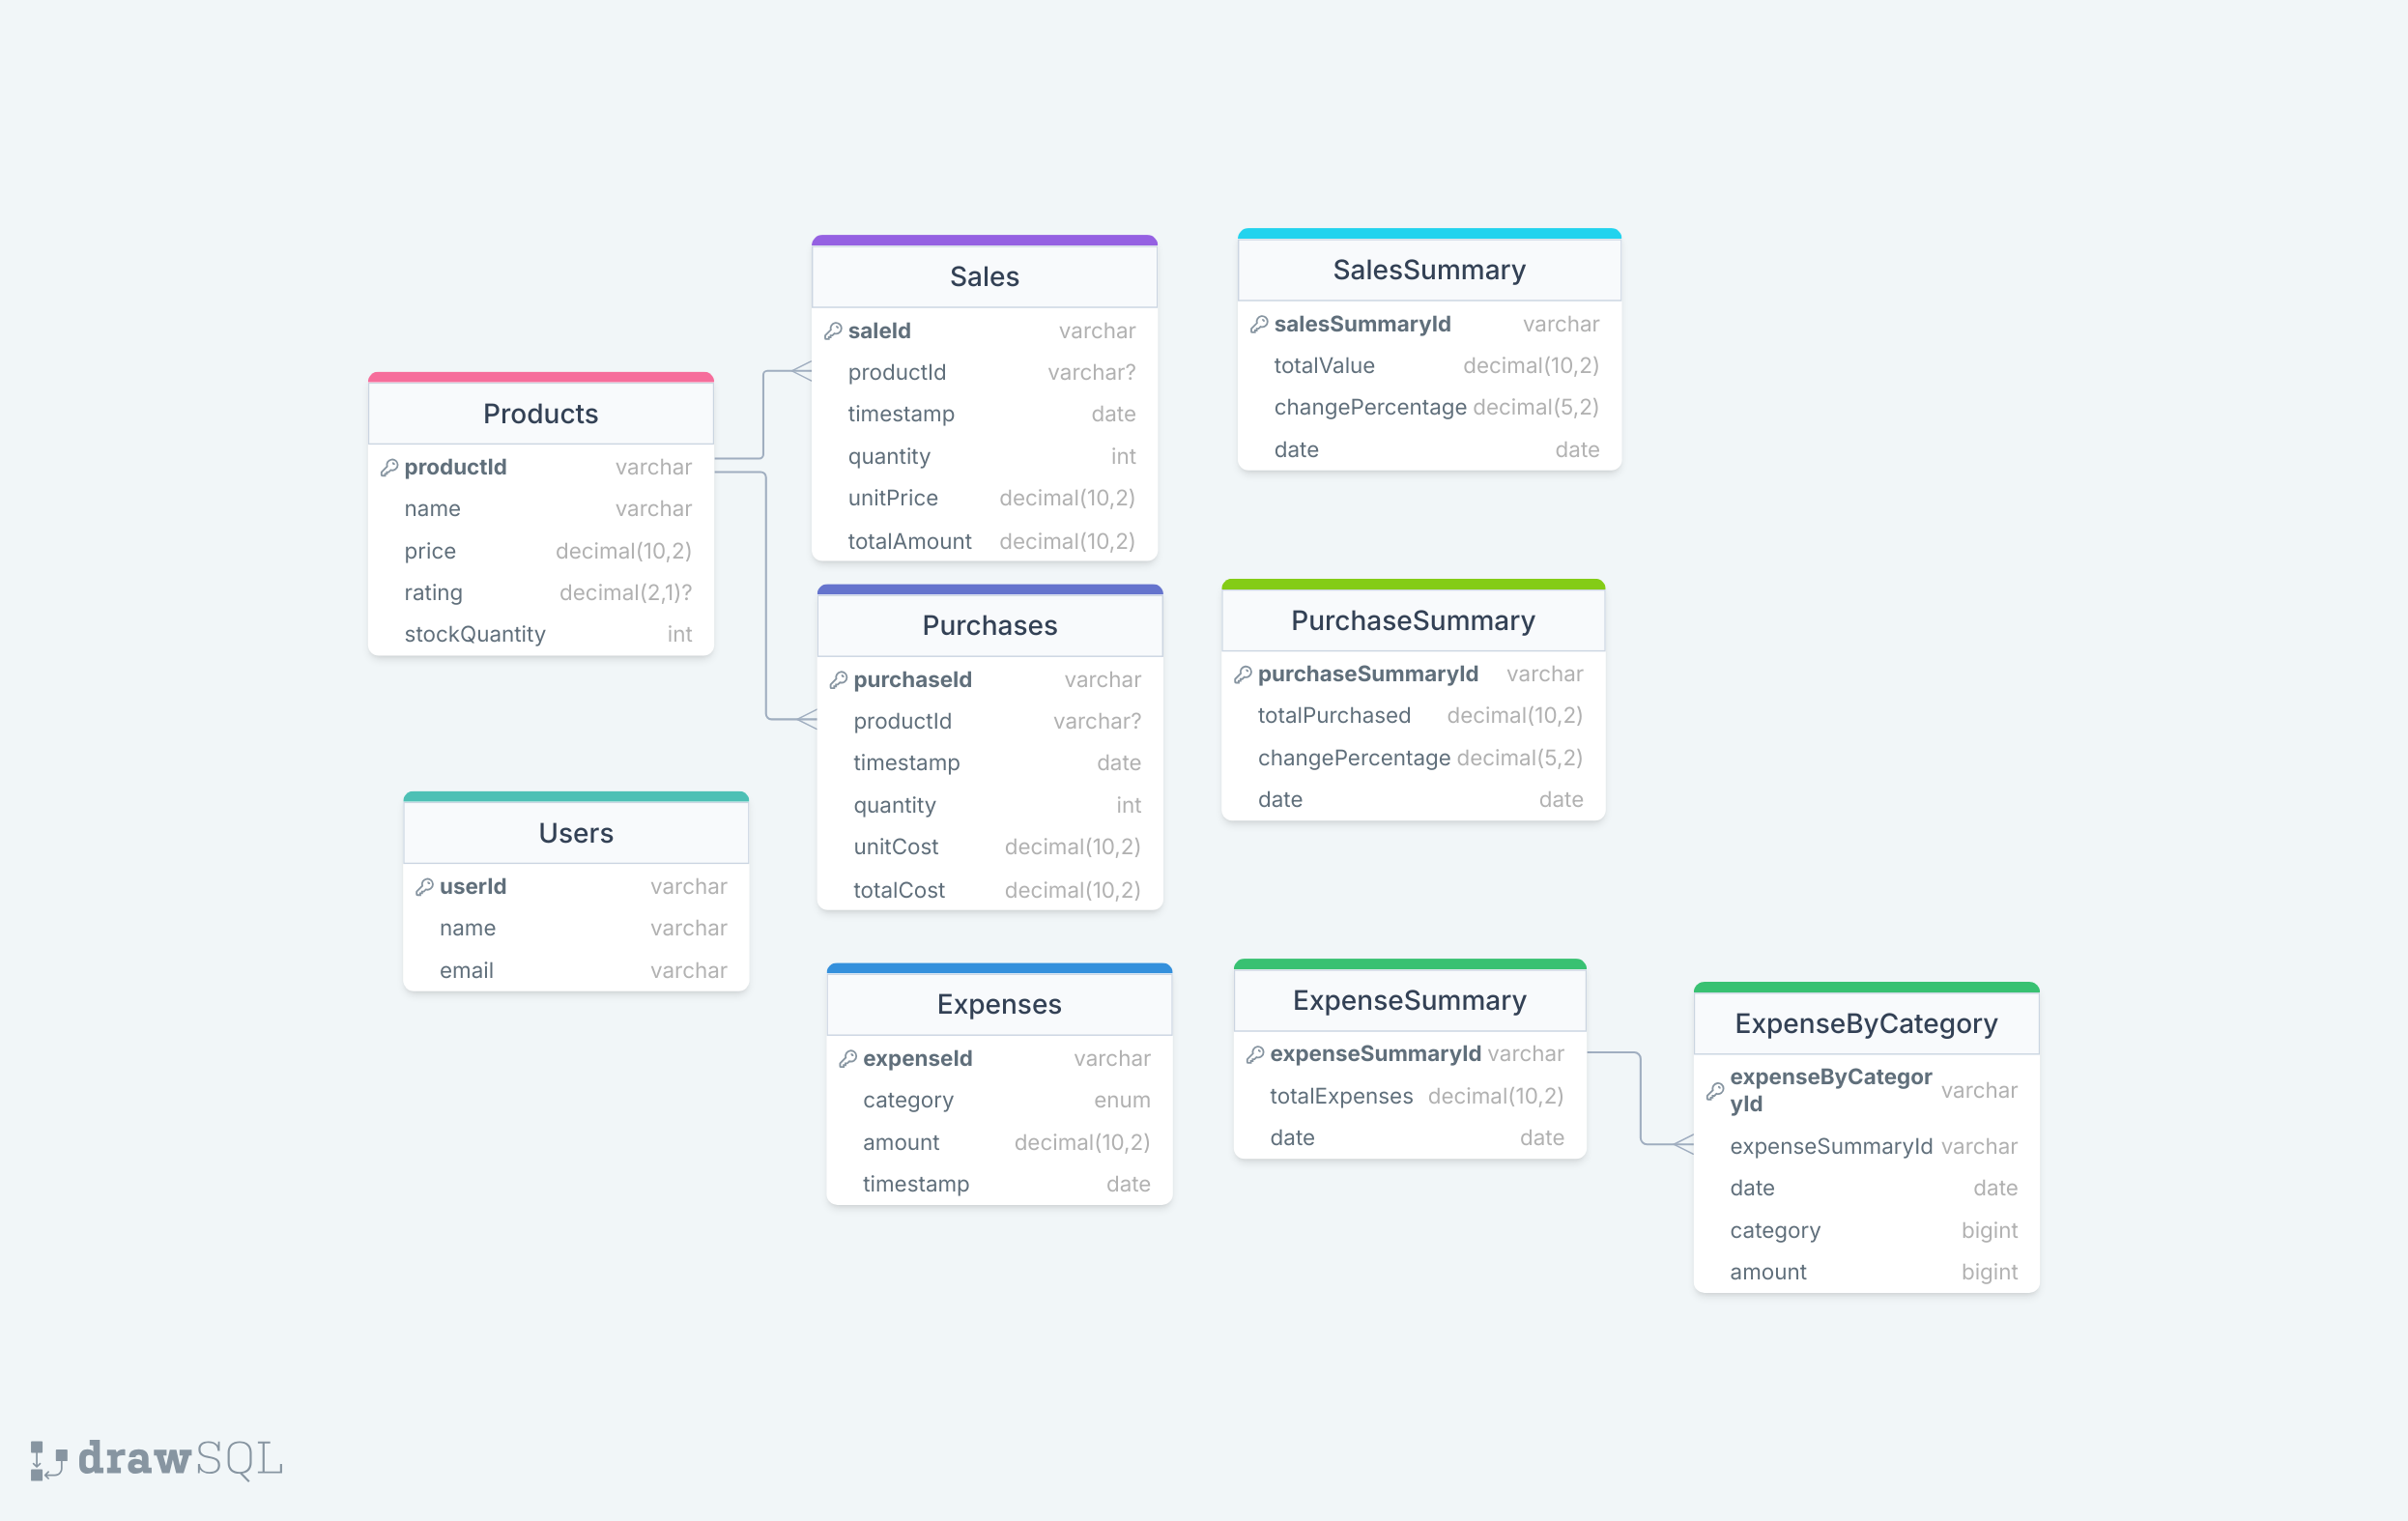 Products
productId varchar
name varchar
price decimal(10,2)
rating decimal(2,1)?
stockQuantity int
Users
userId varchar
name varchar
email varchar
Sales
saleId varchar
productId varchar?
timestamp date
quantity int
unitPrice decimal(10,2)
totalAmount decimal(10,2)
Purchases
purchaseId varchar
productId varchar?
timestamp date
quantity int
unitCost decimal(10,2)
totalCost decimal(10,2)
Expenses
expenseId varchar
category enum
amount decimal(10,2)
timestamp date
SalesSummary
salesSummaryId varchar
totalValue decimal(10,2)
changePercentage decimal(5,2)
date date
PurchaseSummary
purchaseSummaryId varchar
totalPurchased decimal(10,2)
changePercentage decimal(5,2)
date date
ExpenseSummary
expenseSummaryId varchar
totalExpenses decimal(10,2)
date date
ExpenseByCategory
expenseByCategor varchar
yId
expenseSummaryId varchar
date date
category bigint
amount bigint
drawSQL